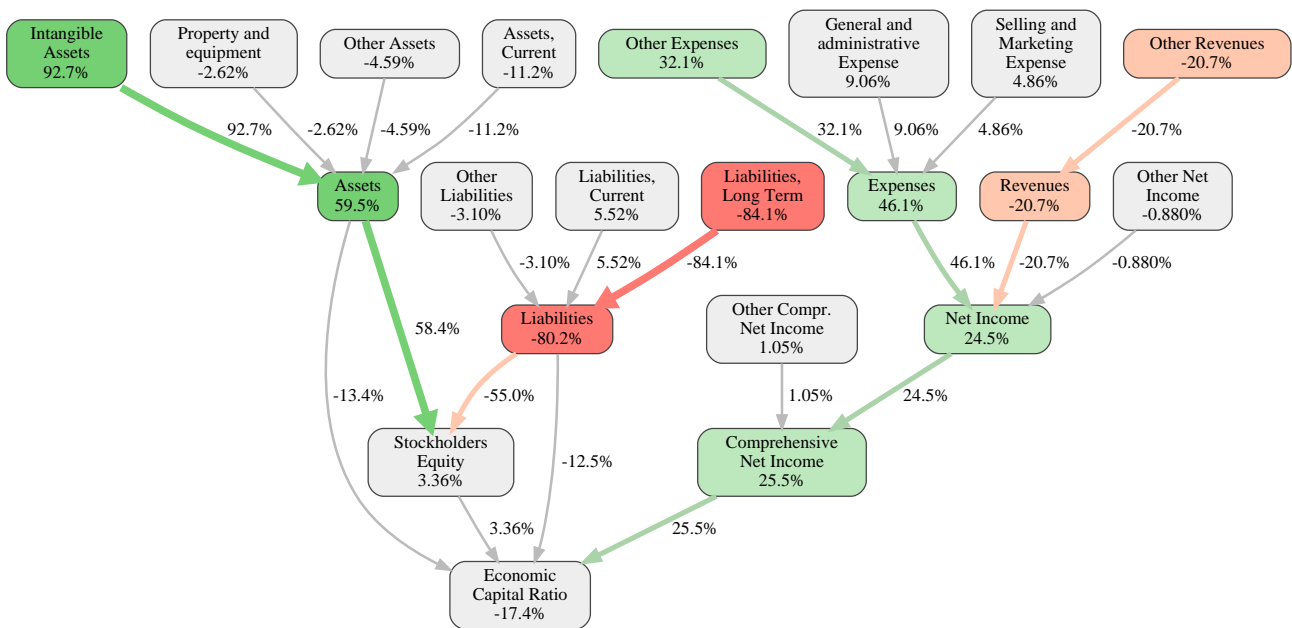 Intangible
Assets
92.7%
Property and
equipment
-2.62%
Other Assets
-4.59%
Assets,
Current
-11.2%
Other Expenses
32.1%
General and
administrative
Expense
9.06%
Selling and
Marketing
Expense
4.86%
Other Revenues
-20.7%
92.7%
-2.62%
-4.59%
-11.2%
32.1%
9.06%
4.86%
-20.7%
Assets
59.5%
Other
Liabilities
-3.10%
Liabilities,
Current
5.52%
Liabilities,
Long Term
-84.1%
Expenses
46.1%
Revenues
-20.7%
Other Net
Income
-0.880%
-3.10%
5.52%
-84.1%
46.1%
-20.7%
-0.880%
Liabilities
-80.2%
Other Compr.
Net Income
1.05%
Net Income
24.5%
58.4%
-13.4%
-55.0%
1.05%
24.5%
Stockholders
Equity
3.36%
-12.5%
Comprehensive
Net Income
25.5%
3.36%
25.5%
Economic
Capital Ratio
-17.4%